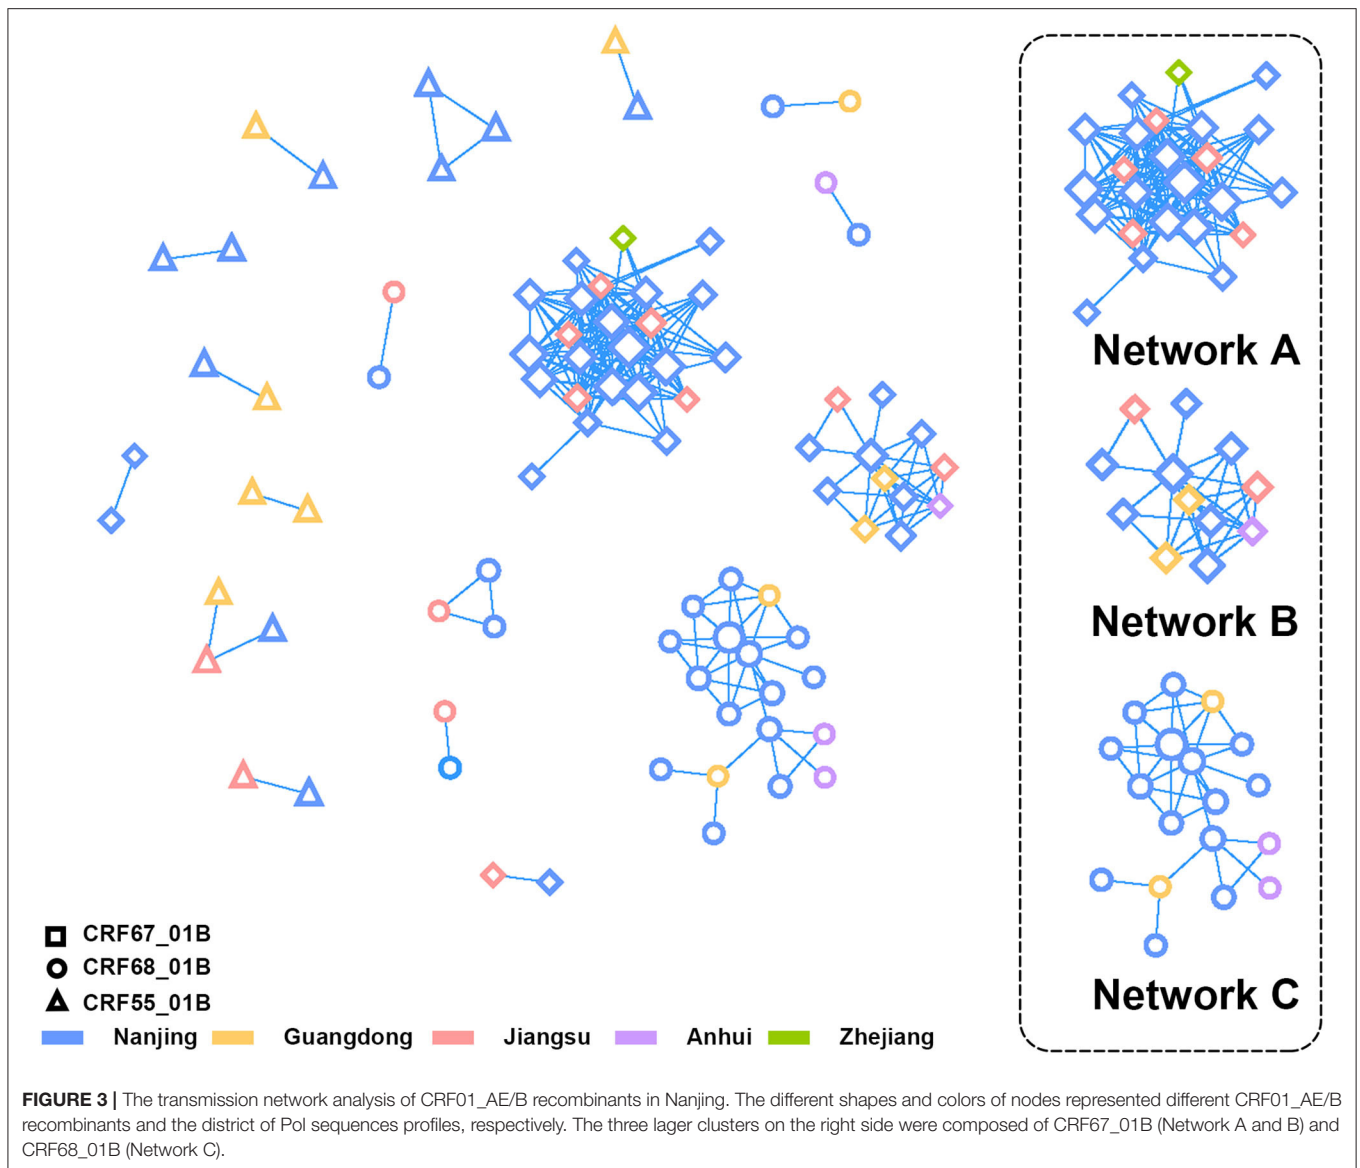 Network A
Network B
Network C
CRF67_01B
CRF68_01B
CRF55_01B
Nanjing Guangdong Jiangsu Anhui Zhejiang
FIGURE 3 | The transmission network analysis of CRF01_AE/B recombinants in Nanjing. The different shapes and colors of nodes represented different CRF01_AE/B
recombinants and the district of Pol sequences profiles, respectively. The three lager clusters on the right side were composed of CRF67_01B (Network A and B) and
CRF68_01B (Network C).